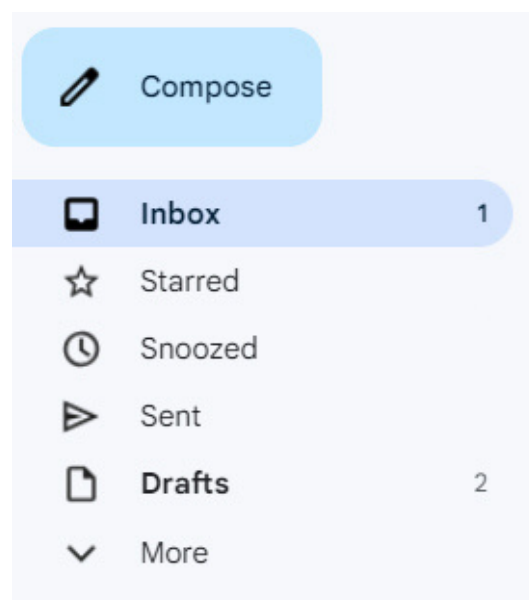 Compose
Inbox 1
Starred
Snoozed
Sent
Drafts 2
More